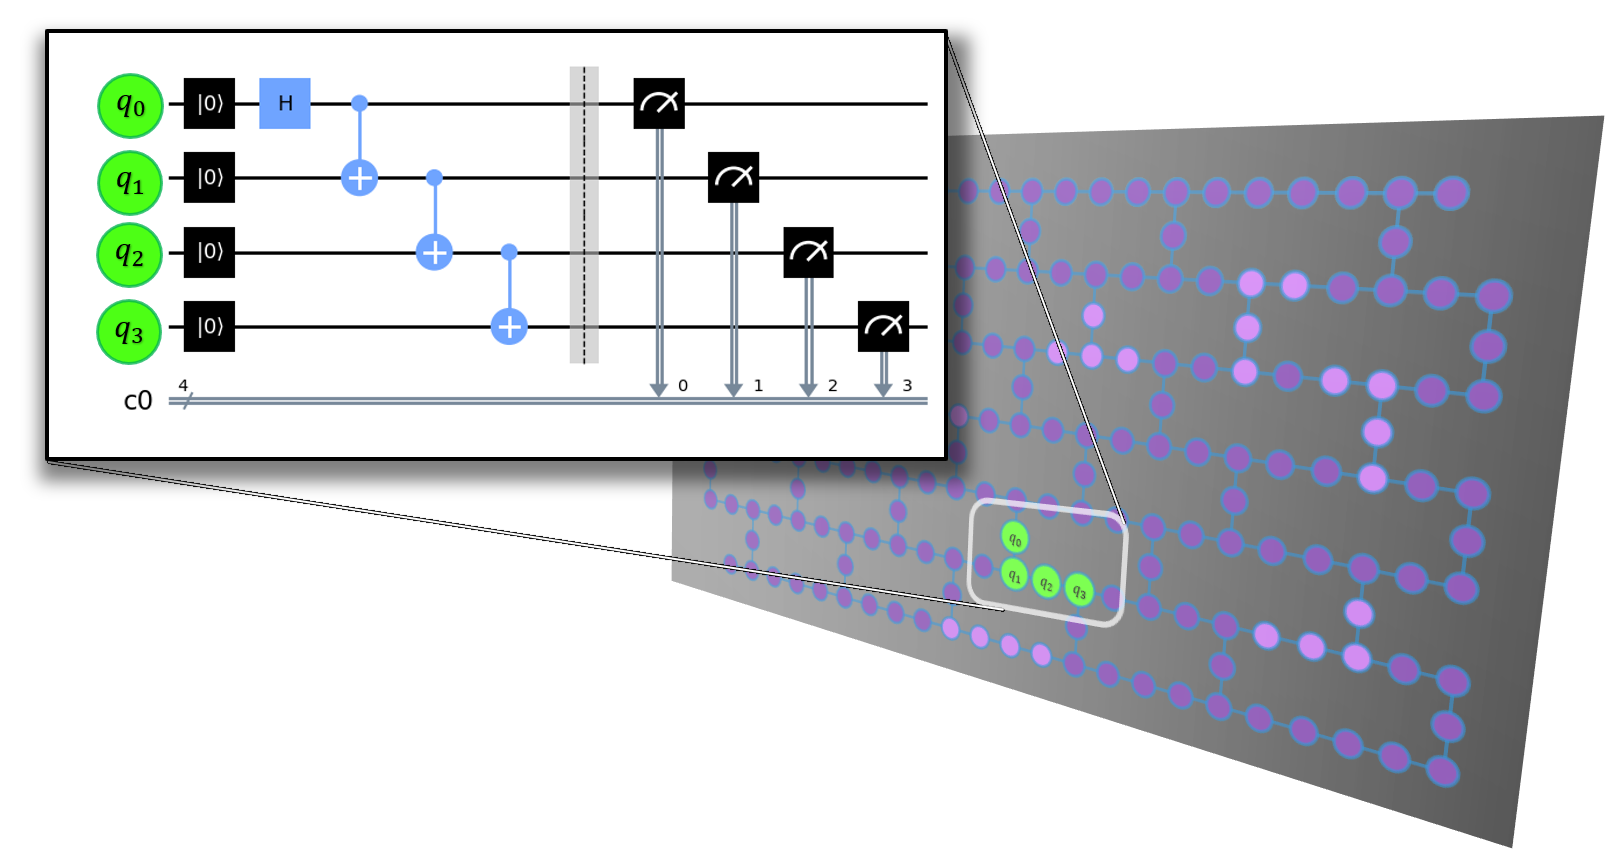 q₀ |0⟩ H
q₁ |0⟩
q₂ |0⟩
q₃ |0⟩
4 0 1 2 3
c0
q₀
q₁ q₂ q₃